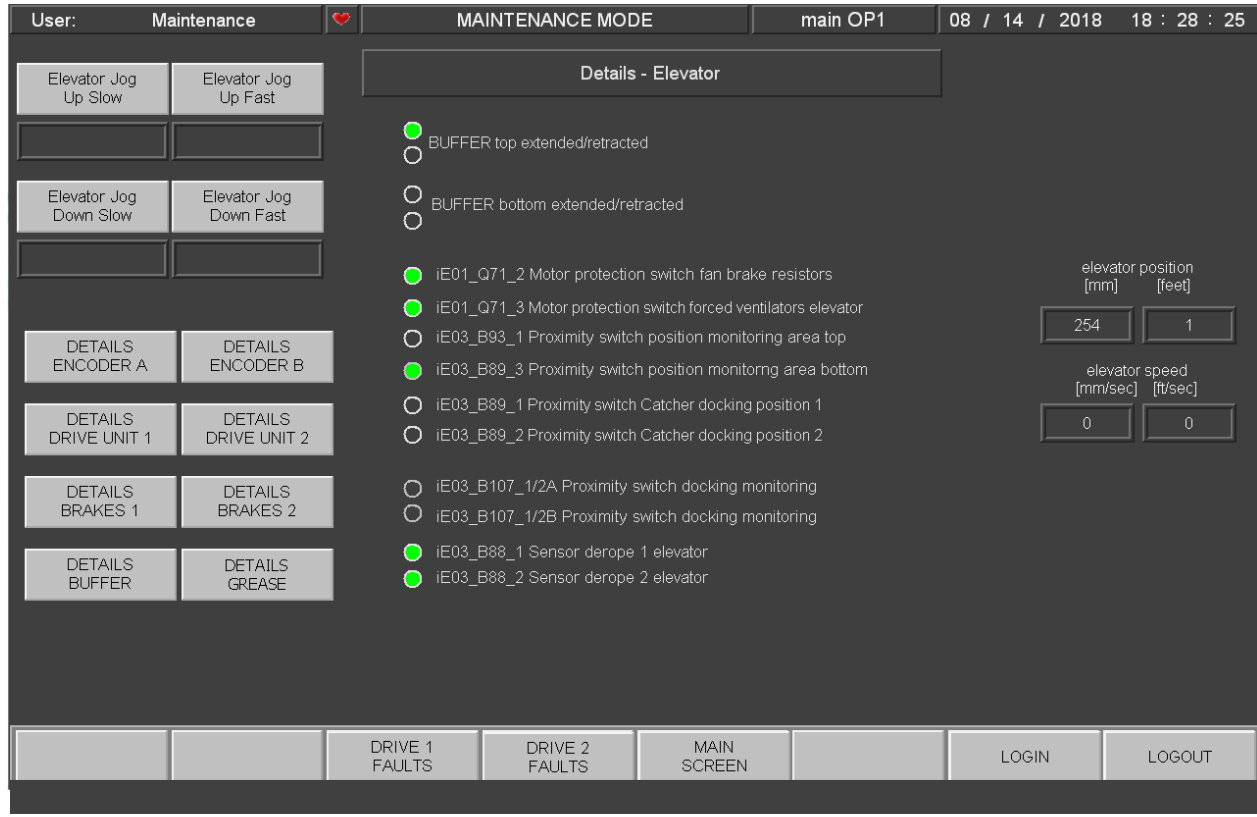 User: Maintenance MAINTENANCE MODE main OP1 08 / 14 / 2018 18 : 28 : 25
Details - Elevator
Elevator Jog
Up Slow
Elevator Jog
Up Fast
Elevator Jog
Down Slow
Elevator Jog
Down Fast
DETAILS
ENCODER A
DETAILS
ENCODER B
DETAILS
DRIVE UNIT 1
DETAILS
DRIVE UNIT 2
DETAILS
BRAKES 1
DETAILS
BRAKES 2
DETAILS
BUFFER
DETAILS
GREASE
BUFFER top extended/retracted
BUFFER bottom extended/retracted
iE01_Q71_2 Motor protection switch fan brake resistors
iE01_Q71_3 Motor protection switch forced ventilators elevator
iE03_B93_1 Proximity switch position monitoring area top
iE03_B89_3 Proximity switch position monitorng area bottom
iE03_B89_1 Proximity switch Catcher docking position 1
iE03_B89_2 Proximity switch Catcher docking position 2
iE03_B107_1/2A Proximity switch docking monitoring
iE03_B107_1/2B Proximity switch docking monitoring
iE03_B88_1 Sensor derope 1 elevator
iE03_B88_2 Sensor derope 2 elevator
elevator position
[mm] [feet]
254 1
elevator speed
[mm/sec] [ft/sec]
0 0
DRIVE 1
FAULTS
DRIVE 2
FAULTS
MAIN
SCREEN
LOGIN
LOGOUT